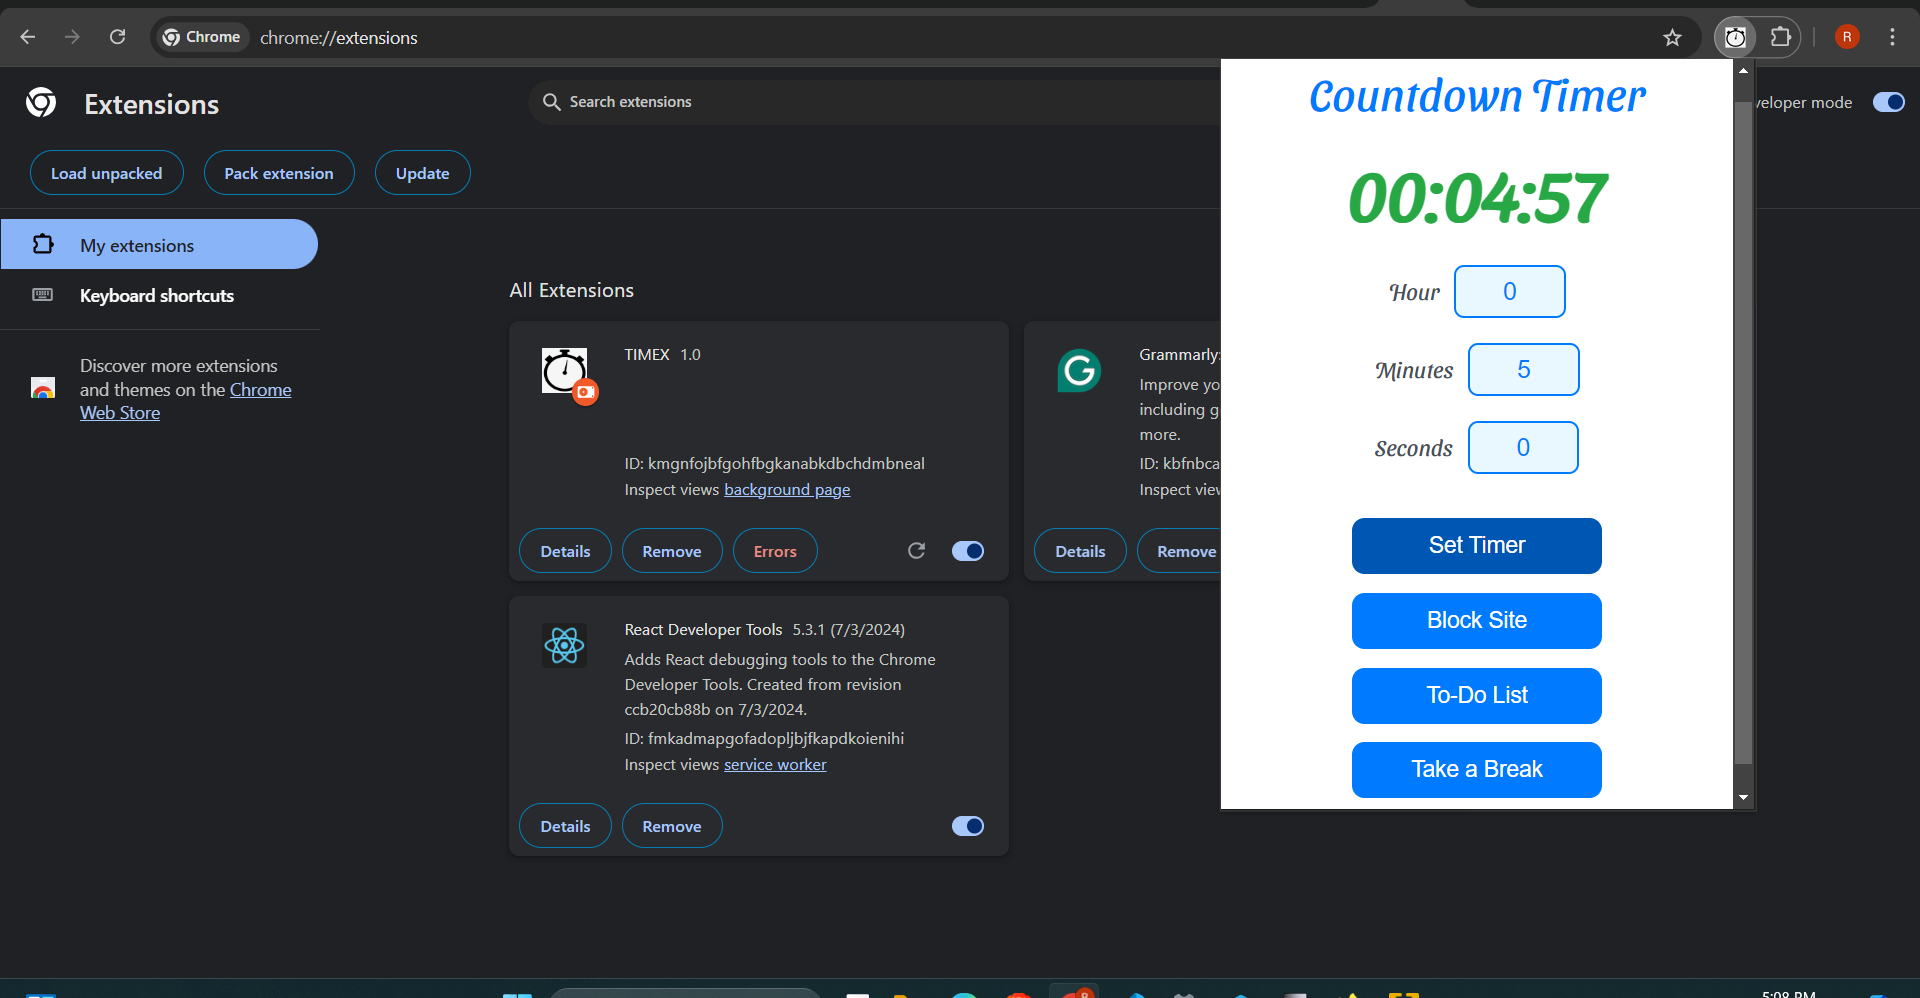 Chrome
chrome://extensions
R
Extensions
Search extensions
veloper mode
Load unpacked
Pack extension
Update
My extensions
Keyboard shortcuts
Discover more extensions
and themes on the Chrome
Web Store
All Extensions
TIMEX 1.0
ID: kmgnfojbfgohfbgkanabkdbchdmbneal
Inspect views background page
Details
Remove
Errors
Grammarly:
Improve yo
including g
more.
ID: kbfnbca
Inspect view
Details
Remove
React Developer Tools 5.3.1 (7/3/2024)
Adds React debugging tools to the Chrome
Developer Tools. Created from revision
ccb20cb88b on 7/3/2024.
ID: fmkadmapgofadopljbjfkapdkoienihi
Inspect views service worker
Details
Remove
Countdown Timer
00:04:57
Hour 0
Minutes 5
Seconds 0
Set Timer
Block Site
To-Do List
Take a Break
5:08 PM